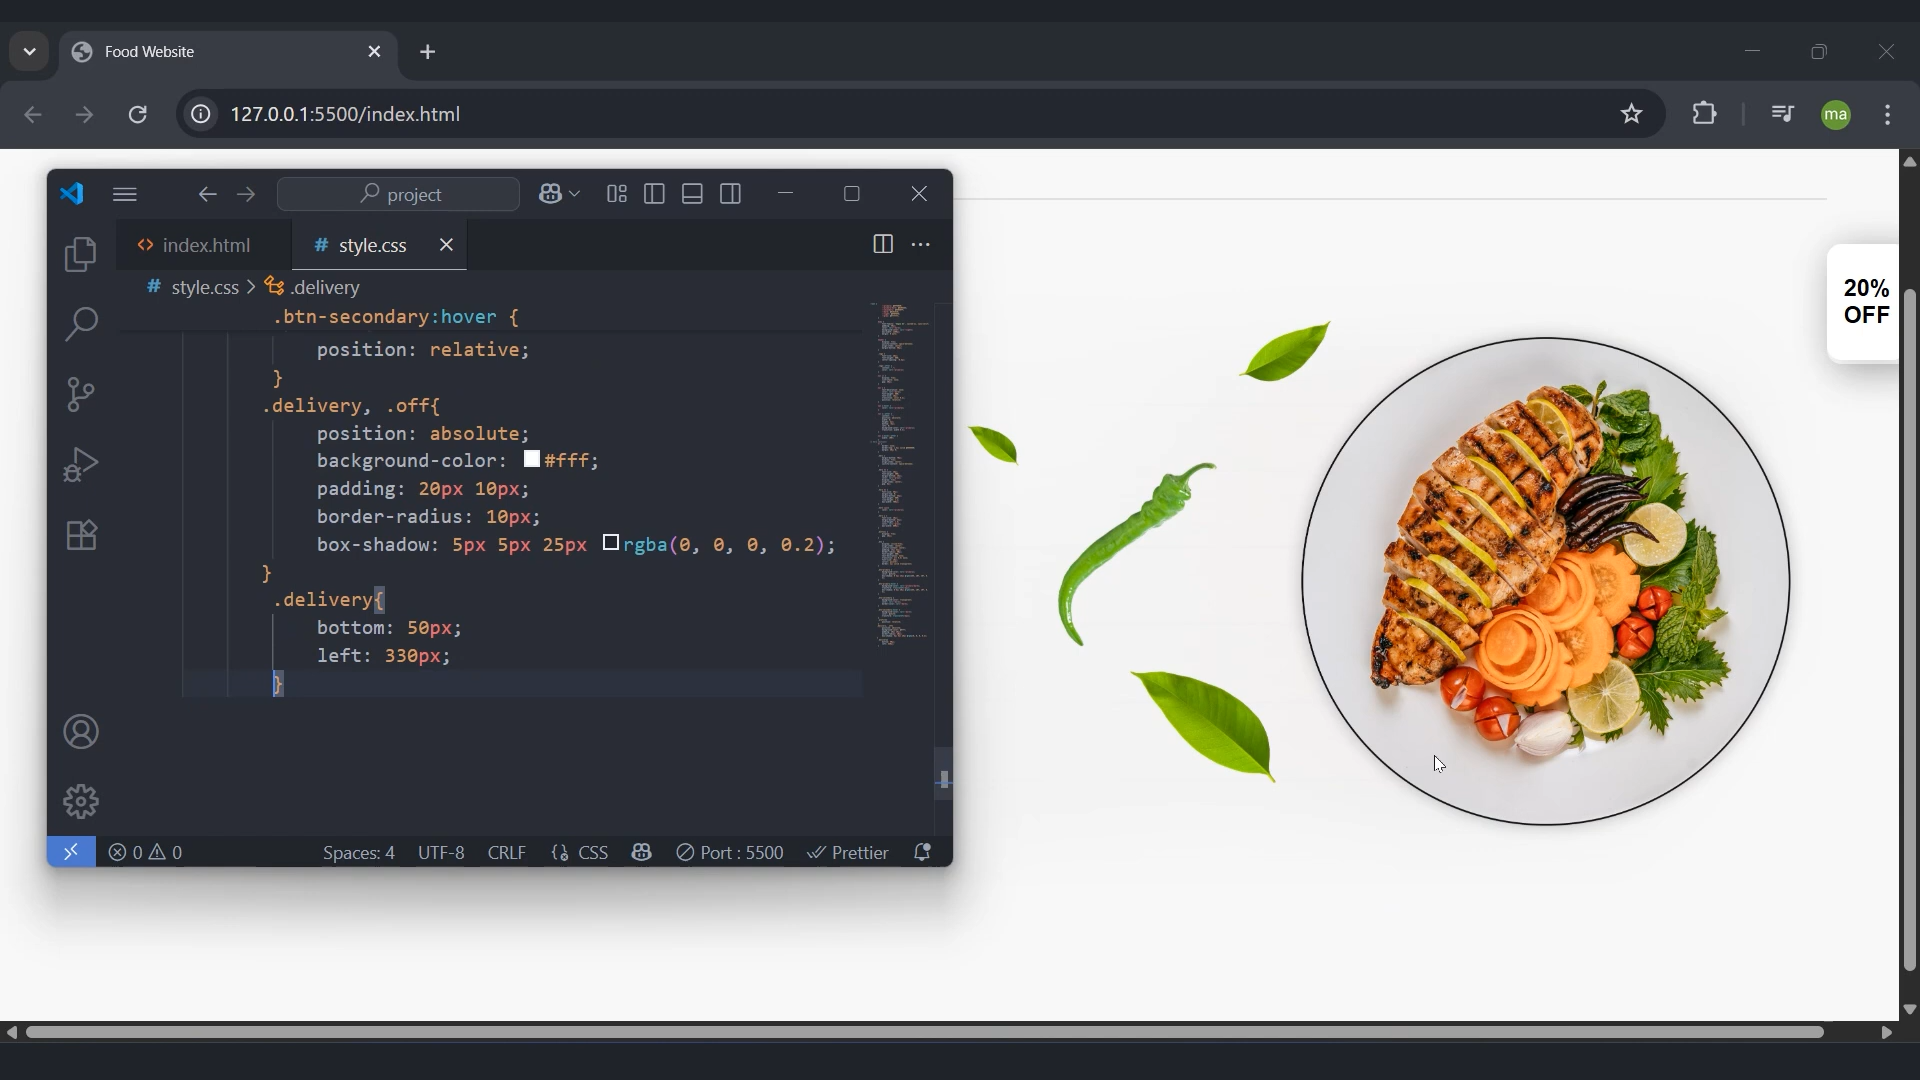 Food Website
127.0.0.1:5500/index.html
ma
project
index.html
# style.css
# style.css > .delivery
.btn-secondary:hover {
position: relative;
}
.delivery, .off{
position: absolute;
background-color: #fff;
padding: 20px 10px;
border-radius: 10px;
box-shadow: 5px 5px 25px rgba(0, 0, 0, 0.2);
}
.delivery{
bottom: 50px;
left: 330px;
}
0 0 Spaces: 4 UTF-8 CRLF {} CSS Port : 5500 Prettier
20%
OFF